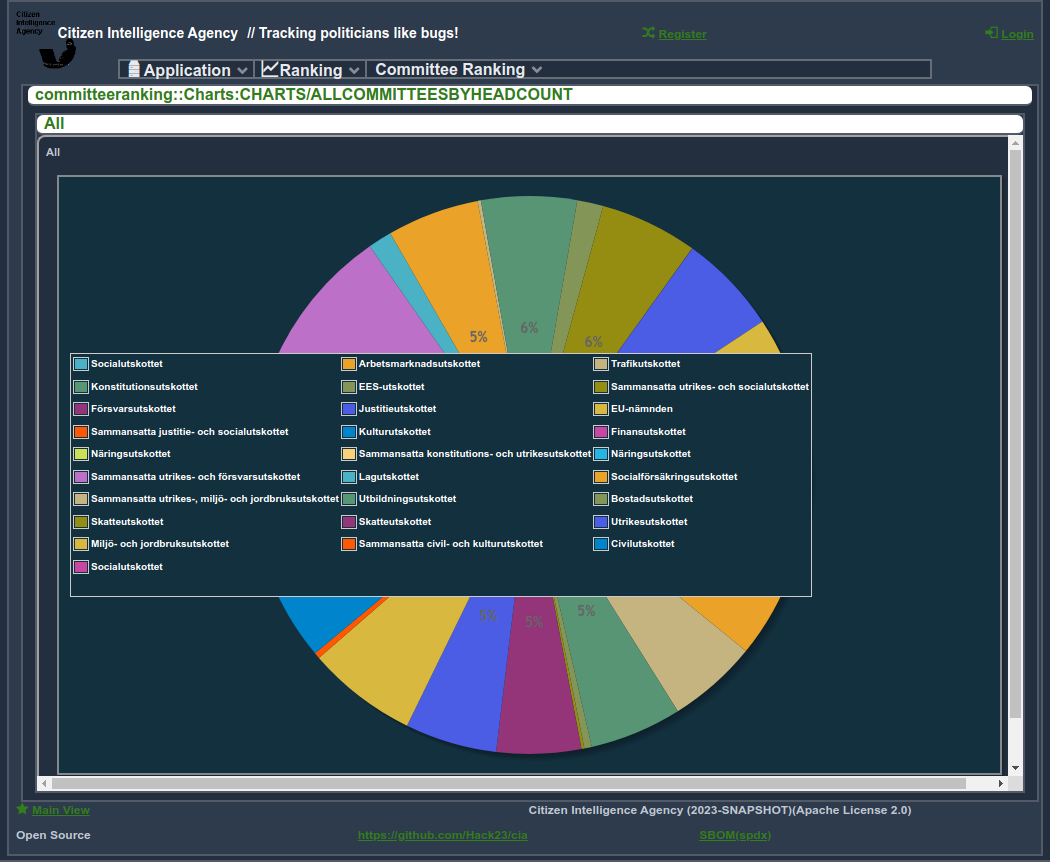 Citizen
Intelligence
Agency
Citizen Intelligence Agency // Tracking politicians like bugs!
Register
Login
Application
Ranking
Committee Ranking
committeeranking::Charts:CHARTS/ALLCOMMITTEESBYHEADCOUNT
All
All
5%
6%
6%
Socialutskottet Arbetsmarknadsutskottet Trafikutskottet
Konstitutionsutskottet EES-utskottet Sammansatta utrikes- och socialutskottet
Försvarsutskottet Justitieutskottet EU-nämnden
Sammansatta justitie- och socialutskottet Kulturutskottet Finansutskottet
Näringsutskottet Sammansatta konstitutions- och utrikesutskottet Näringsutskottet
Sammansatta utrikes- och försvarsutskottet Lagutskottet Socialförsäkringsutskottet
Sammansatta utrikes-, miljö- och jordbruksutskottet Utbildningsutskottet Bostadsutskottet
Skatteutskottet Skatteutskottet Utrikesutskottet
Miljö- och jordbruksutskottet Sammansatta civil- och kulturutskottet Civilutskottet
Socialutskottet
5%
5%
5%
Main View
Citizen Intelligence Agency (2023-SNAPSHOT)(Apache License 2.0)
Open Source
https://github.com/Hack23/cia
SBOM(spdx)